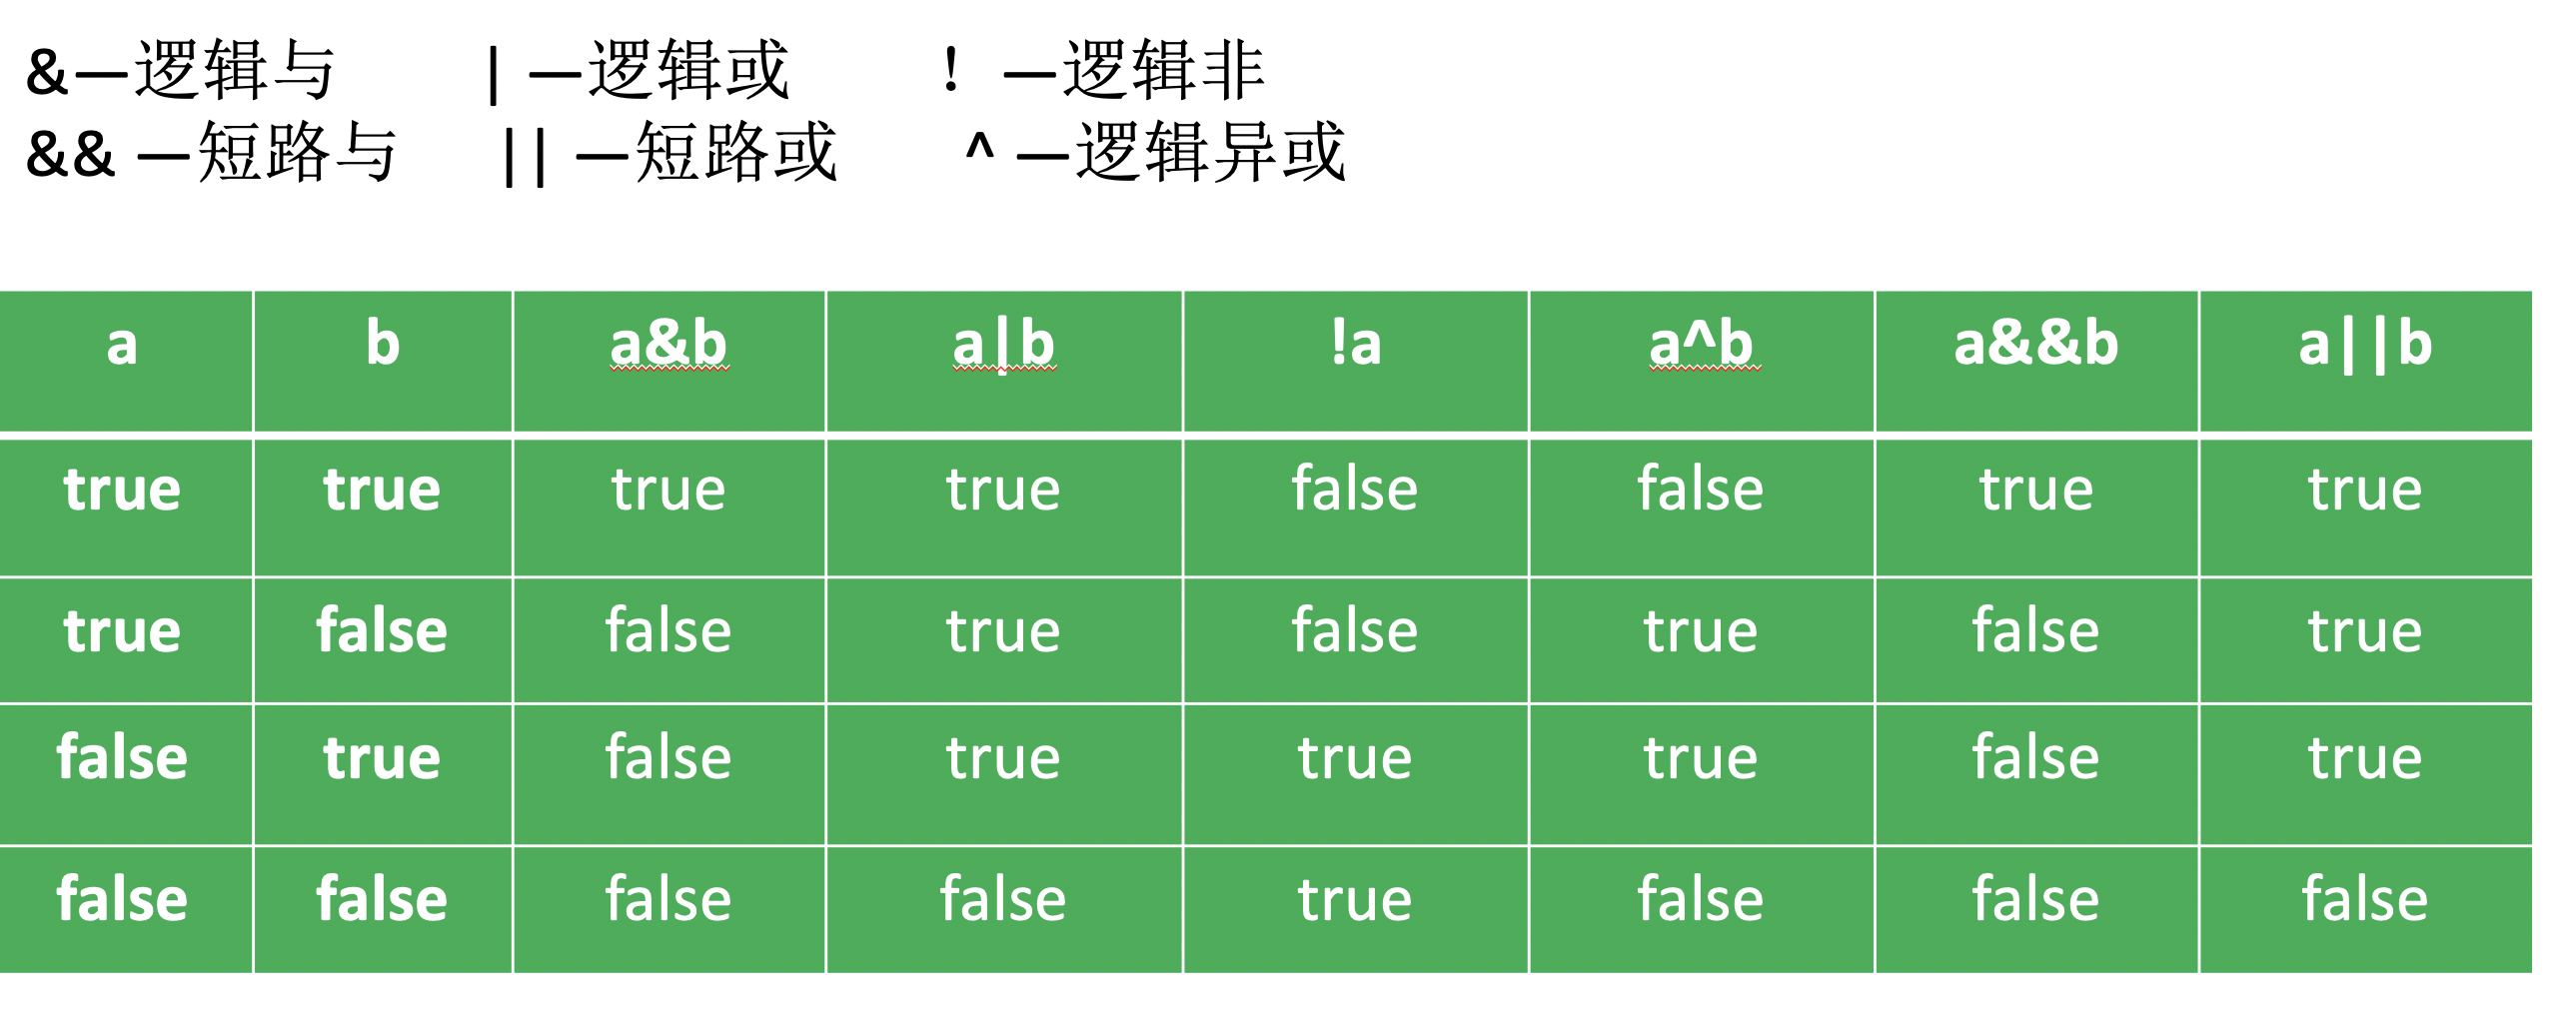 &—逻辑与 | —逻辑或 ! —逻辑非
&& —短路与 || —短路或 ^ —逻辑异或
a b a&b a|b !a a^b a&&b a||b
true true true true false false true true
true false false true false true false true
false true false true true true false true
false false false false true false false false